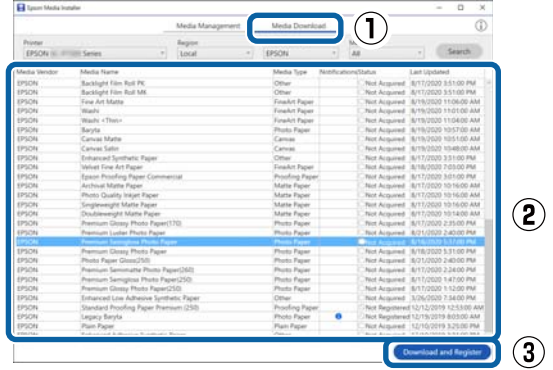 Epson Media Installer
Media Management Media Download ①
Printer Region
EPSON Series Local EPSON All Search
Media Vendor Media Name Media Type Notifications Status Last Updated
EPSON Backlight Film Roll PK Other Not Acquired 8/17/2020 3:51:00 PM
EPSON Backlight Film Roll MK Other Not Acquired 8/17/2020 3:51:00 PM
EPSON Fine Art Matte FineArt Paper Not Acquired 8/19/2020 11:06:00 AM
EPSON Washi FineArt Paper Not Acquired 8/19/2020 11:01:00 AM
EPSON Washi <Thin> FineArt Paper Not Acquired 8/19/2020 11:04:00 AM
EPSON Baryta Photo Paper Not Acquired 8/19/2020 10:57:00 AM
EPSON Canvas Matte Canvas Not Acquired 8/19/2020 10:51:00 AM
EPSON Canvas Satin Canvas Not Acquired 8/19/2020 10:48:00 AM
EPSON Enhanced Synthetic Paper Other Not Acquired 8/17/2020 3:31:00 PM
EPSON Velvet Fine Art Paper FineArt Paper Not Acquired 8/18/2020 7:03:00 PM
EPSON Epson Proofing Paper Commercial Proofing Paper Not Acquired 8/17/2020 3:01:00 PM
EPSON Archival Matte Paper Matte Paper Not Acquired 8/17/2020 10:16:00 AM
EPSON Photo Quality Inkjet Paper Matte Paper Not Acquired 8/17/2020 10:16:00 AM
EPSON Singleweight Matte Paper Matte Paper Not Acquired 8/17/2020 10:16:00 AM
EPSON Doubleweight Matte Paper Matte Paper Not Acquired 8/17/2020 10:14:00 AM
EPSON Premium Glossy Photo Paper(170) Photo Paper Not Acquired 8/17/2020 2:35:00 PM
EPSON Premium Luster Photo Paper Photo Paper Not Acquired 8/21/2020 2:40:00 PM
EPSON Premium Semigloss Photo Paper Photo Paper Not Acquired 8/18/2020 5:37:00 PM
EPSON Premium Glossy Photo Paper Photo Paper Not Acquired 8/18/2020 5:31:00 PM
EPSON Photo Paper Gloss(250) Photo Paper Not Acquired 8/21/2020 2:40:00 PM
EPSON Premium Semimatte Photo Paper(260) Photo Paper Not Acquired 8/17/2020 2:24:00 PM
EPSON Premium Semigloss Photo Paper(250) Photo Paper Not Acquired 8/17/2020 1:47:00 PM
EPSON Premium Glossy Photo Paper(250) Photo Paper Not Acquired 8/17/2020 1:12:00 PM
EPSON Enhanced Low Adhesive Synthetic Paper Other Not Acquired 3/26/2020 7:34:00 PM
EPSON Standard Proofing Paper Premium (250) Proofing Paper Not Registered 12/12/2019 12:53:00 AM
EPSON Legacy Baryta Photo Paper Not Registered 12/19/2019 8:03:00 AM
EPSON Plain Paper Plain Paper Not Acquired 12/10/2019 3:25:00 PM
②
Download and Register ③